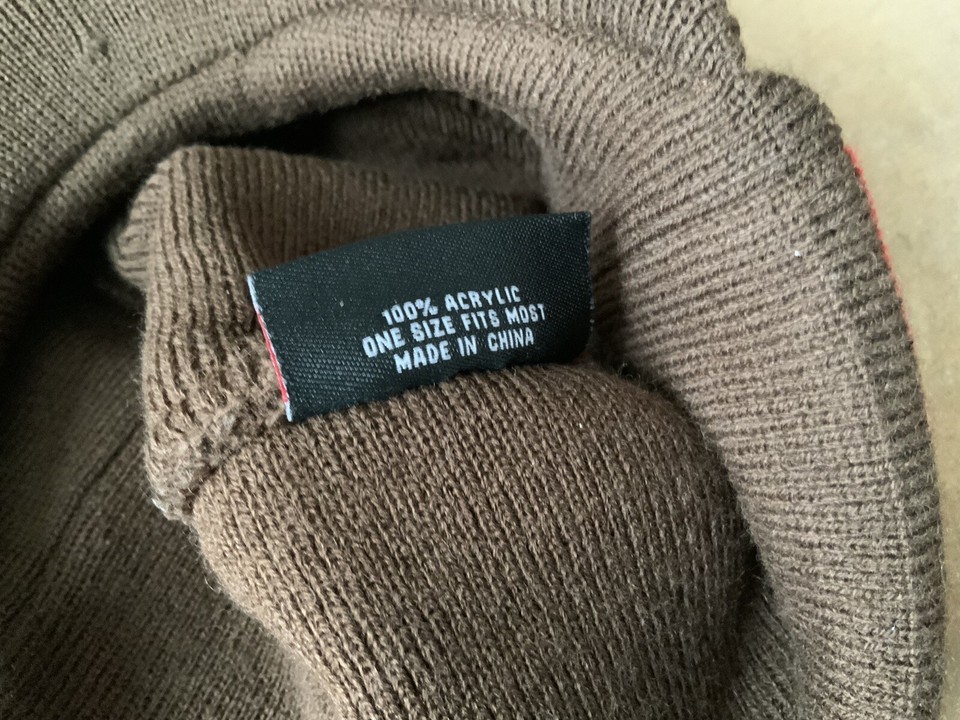 100% ACRYLIC
ONE SIZE FITS MOST
MADE IN CHINA